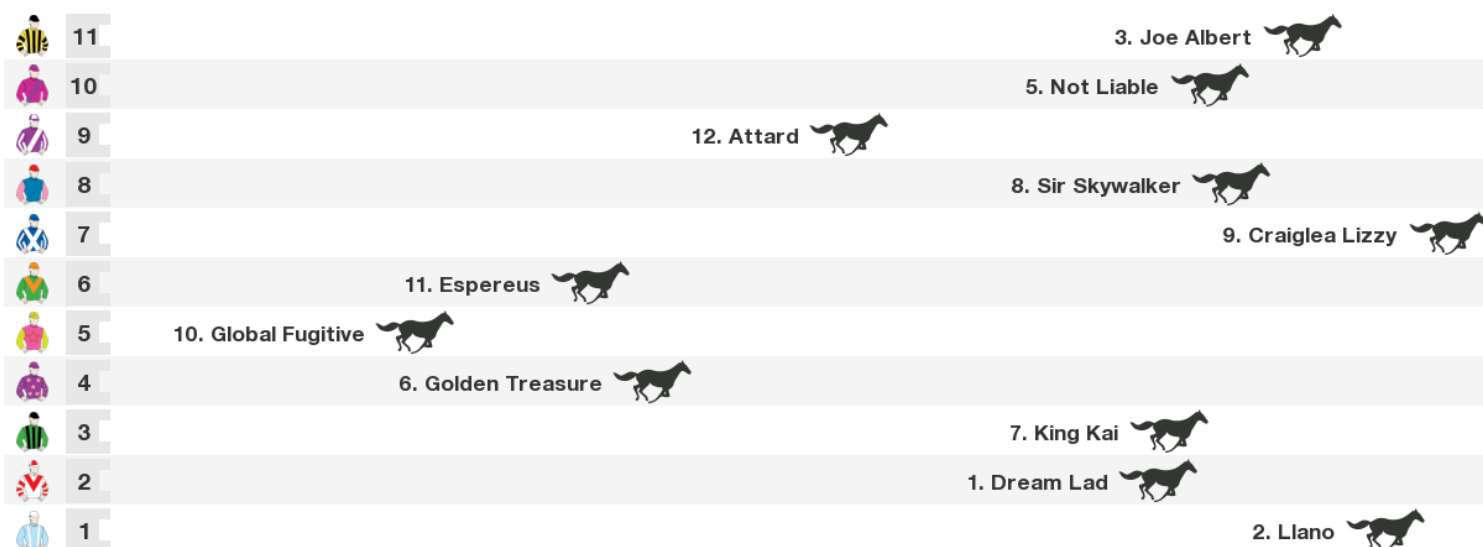 11 3. Joe Albert
10 5. Not Liable
9 12. Attard
8 8. Sir Skywalker
7 9. Craiglea Lizzy
6 11. Espereus
5 10. Global Fugitive
4 6. Golden Treasure
3 7. King Kai
2 1. Dream Lad
1 2. Llano